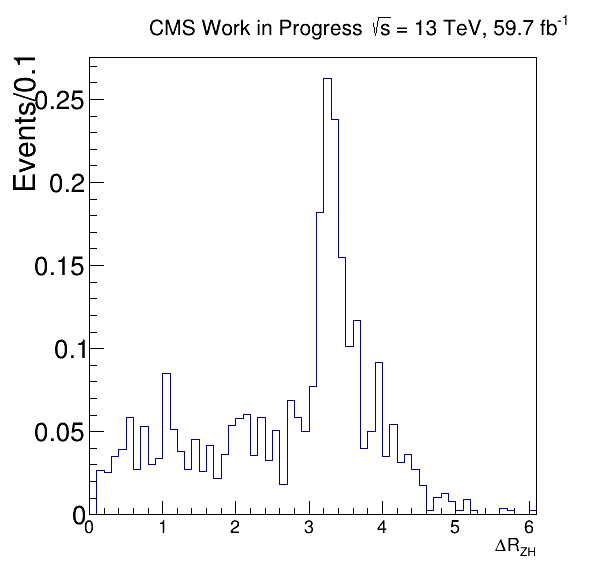 CMS Work in Progress √s = 13 TeV, 59.7 fb⁻¹
Events/0.1
0.25
0.2
0.15
0.1
0.05
0
0 1 2 3 4 5 6
ΔR_ZH